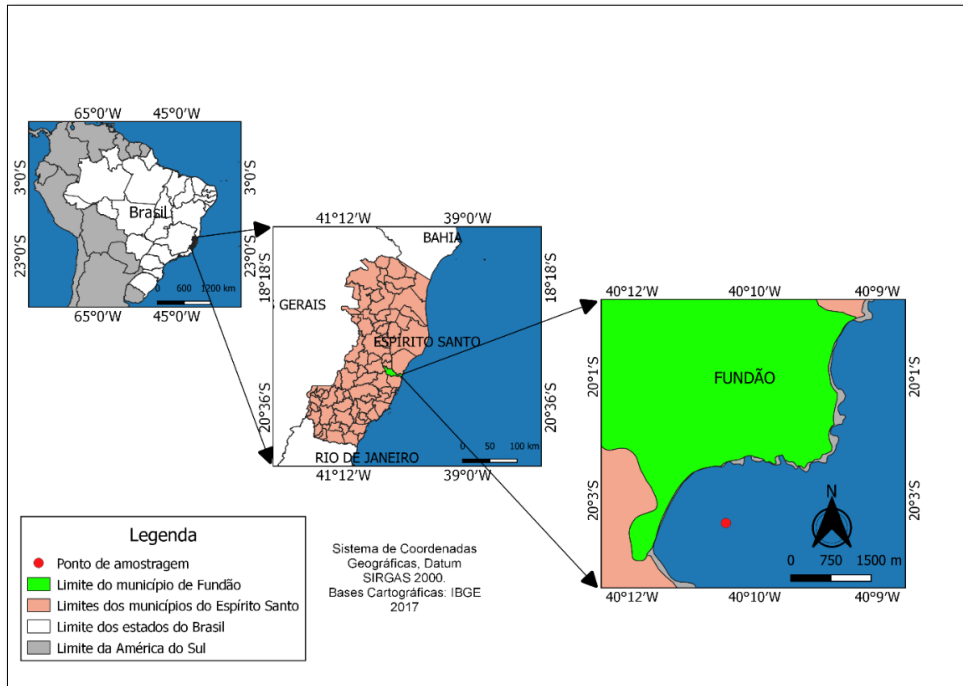 65°0'W 45°0'W
3°0'S 3°0'S
Brasil
23°0'S 23°0'S
0 600 1200 km
65°0'W 45°0'W
41°12'W 39°0'W
BAHIA
18°18'S 18°18'S
GERAIS
ESPÍRITO SANTO
20°36'S 20°36'S
0 50 100 km
RIO DE JANEIRO
41°12'W 39°0'W
40°12'W 40°10'W 40°9'W
20°1'S 20°1'S
FUNDÃO
20°3'S 20°3'S
N
0 750 1500 m
40°12'W 40°10'W 40°9'W
Legenda
Ponto de amostragem
Limite do município de Fundão
Limites dos municípios do Espírito Santo
Limite dos estados do Brasil
Limite da América do Sul
Sistema de Coordenadas
Geográficas, Datum
SIRGAS 2000.
Bases Cartográficas: IBGE
2017